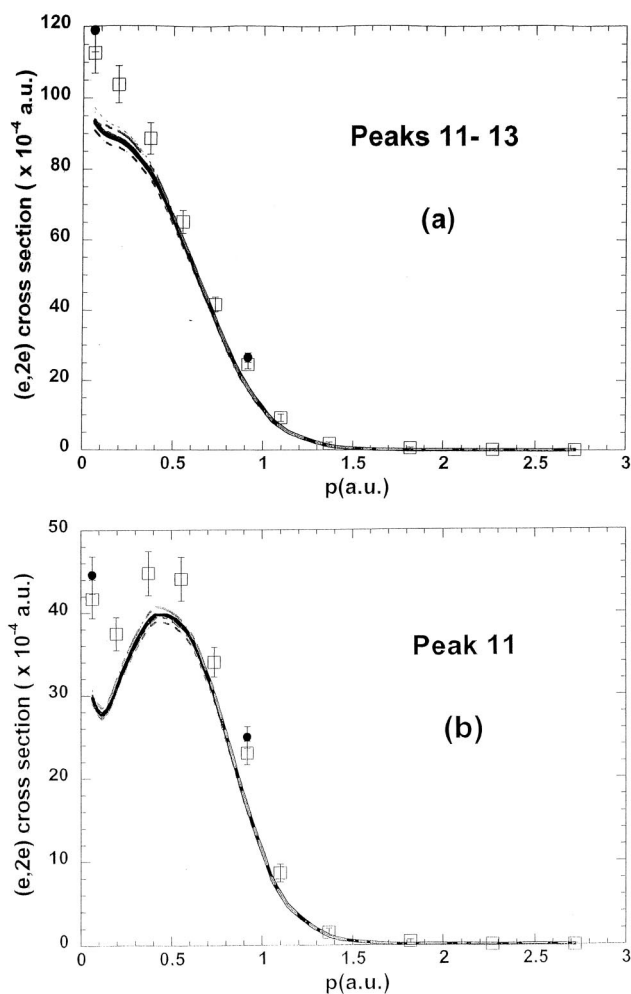 120
100
80
60
40
20
0
(e,2e) cross section ( x 10⁻⁴ a.u.)
Peaks 11- 13
(a)
0 0.5 1 1.5 2 2.5 3
p(a.u.)
50
40
30
20
10
0
(e,2e) cross section ( x 10⁻⁴ a.u.)
Peak 11
(b)
0 0.5 1 1.5 2 2.5 3
p(a.u.)